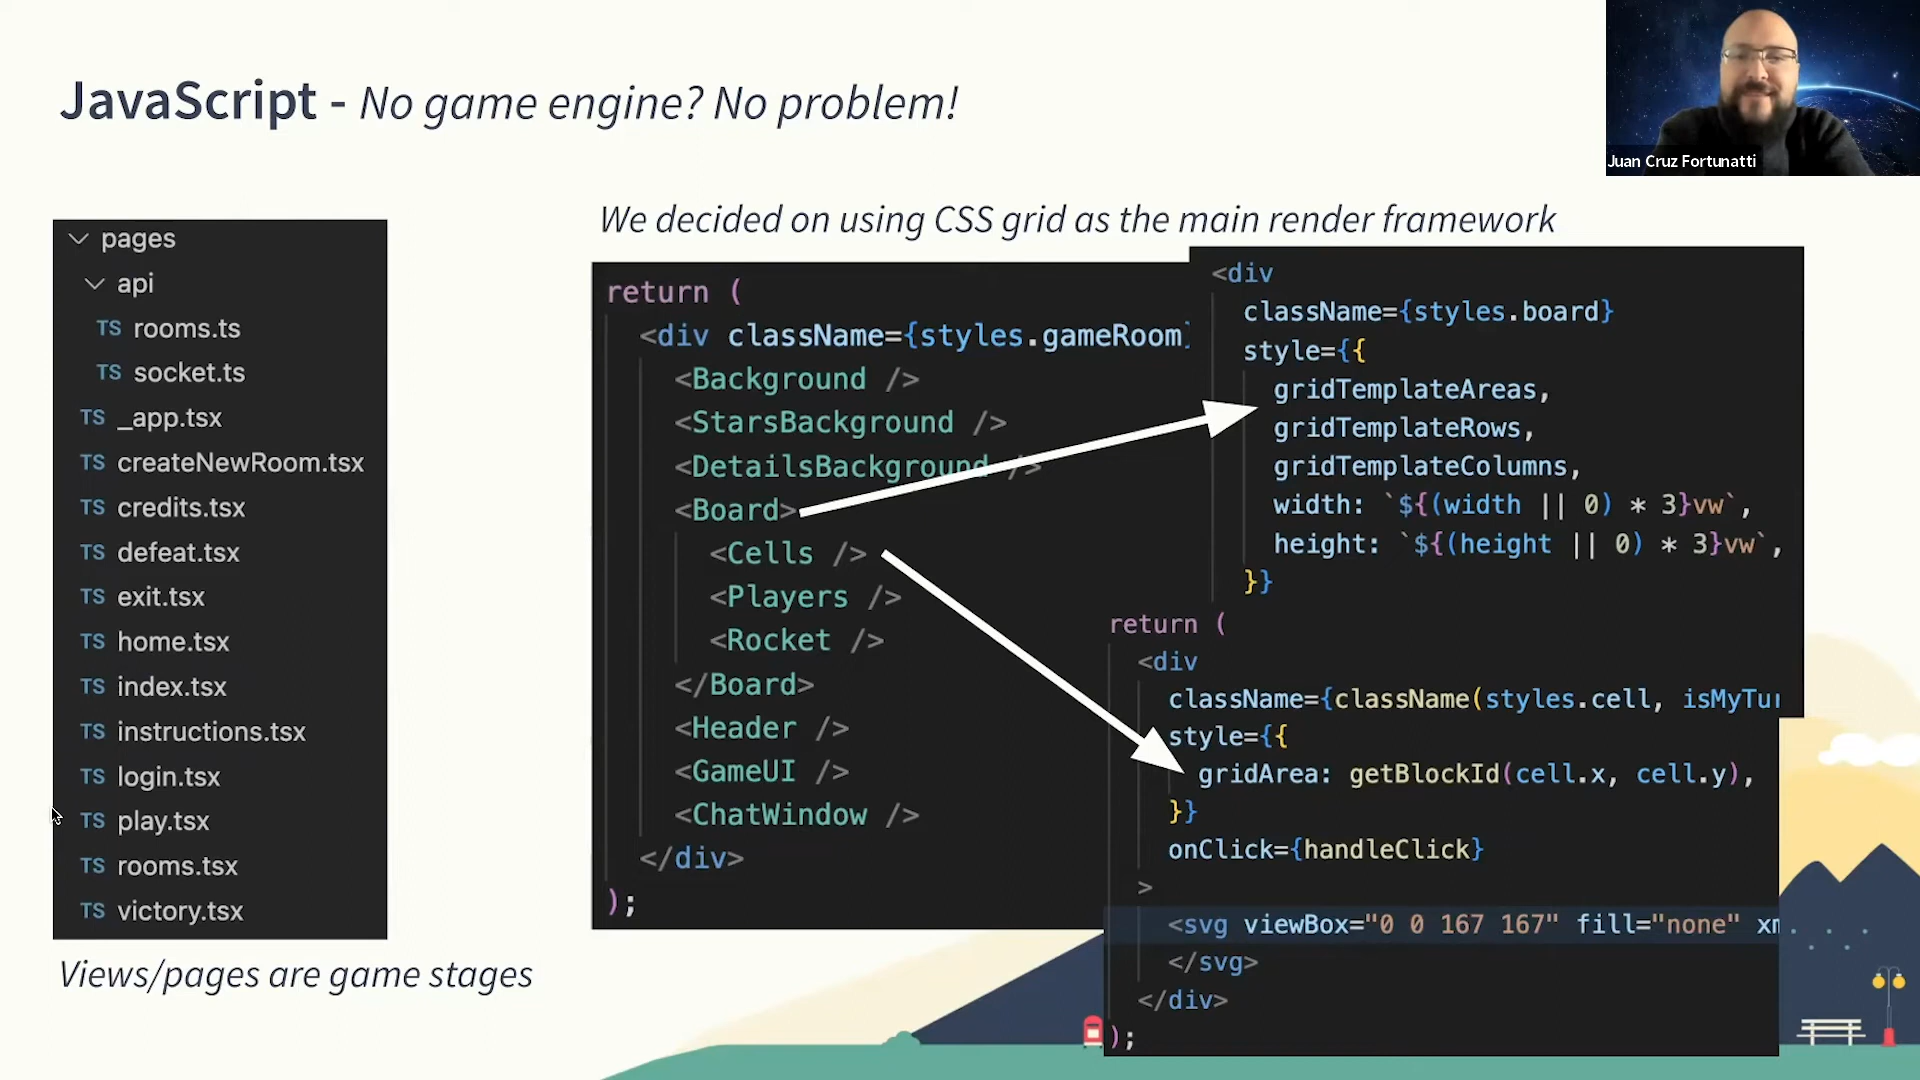 JavaScript - No game engine? No problem!
Juan Cruz Fortunatti
We decided on using CSS grid as the main render framework
pages
api
TS rooms.ts
TS socket.ts
TS _app.tsx
TS createNewRoom.tsx
TS credits.tsx
TS defeat.tsx
TS exit.tsx
TS home.tsx
TS index.tsx
TS instructions.tsx
TS login.tsx
TS play.tsx
TS rooms.tsx
TS victory.tsx
Views/pages are game stages
return (
<div className={styles.gameRoom}
<Background />
<StarsBackground />
<DetailsBackground />
<Board>
<Cells />
<Players />
<Rocket />
</Board>
<Header />
<GameUI />
<ChatWindow />
</div>
);
<div
className={styles.board}
style={{
gridTemplateAreas,
gridTemplateRows,
gridTemplateColumns,
width: `${(width || 0) * 3}vw`,
height: `${(height || 0) * 3}vw`,
}}
return (
<div
className={className(styles.cell, isMyTur
style={{
gridArea: getBlockId(cell.x, cell.y),
}}
onClick={handleClick}
>
<svg viewBox="0 0 167 167" fill="none" xm
</svg>
</div>
);